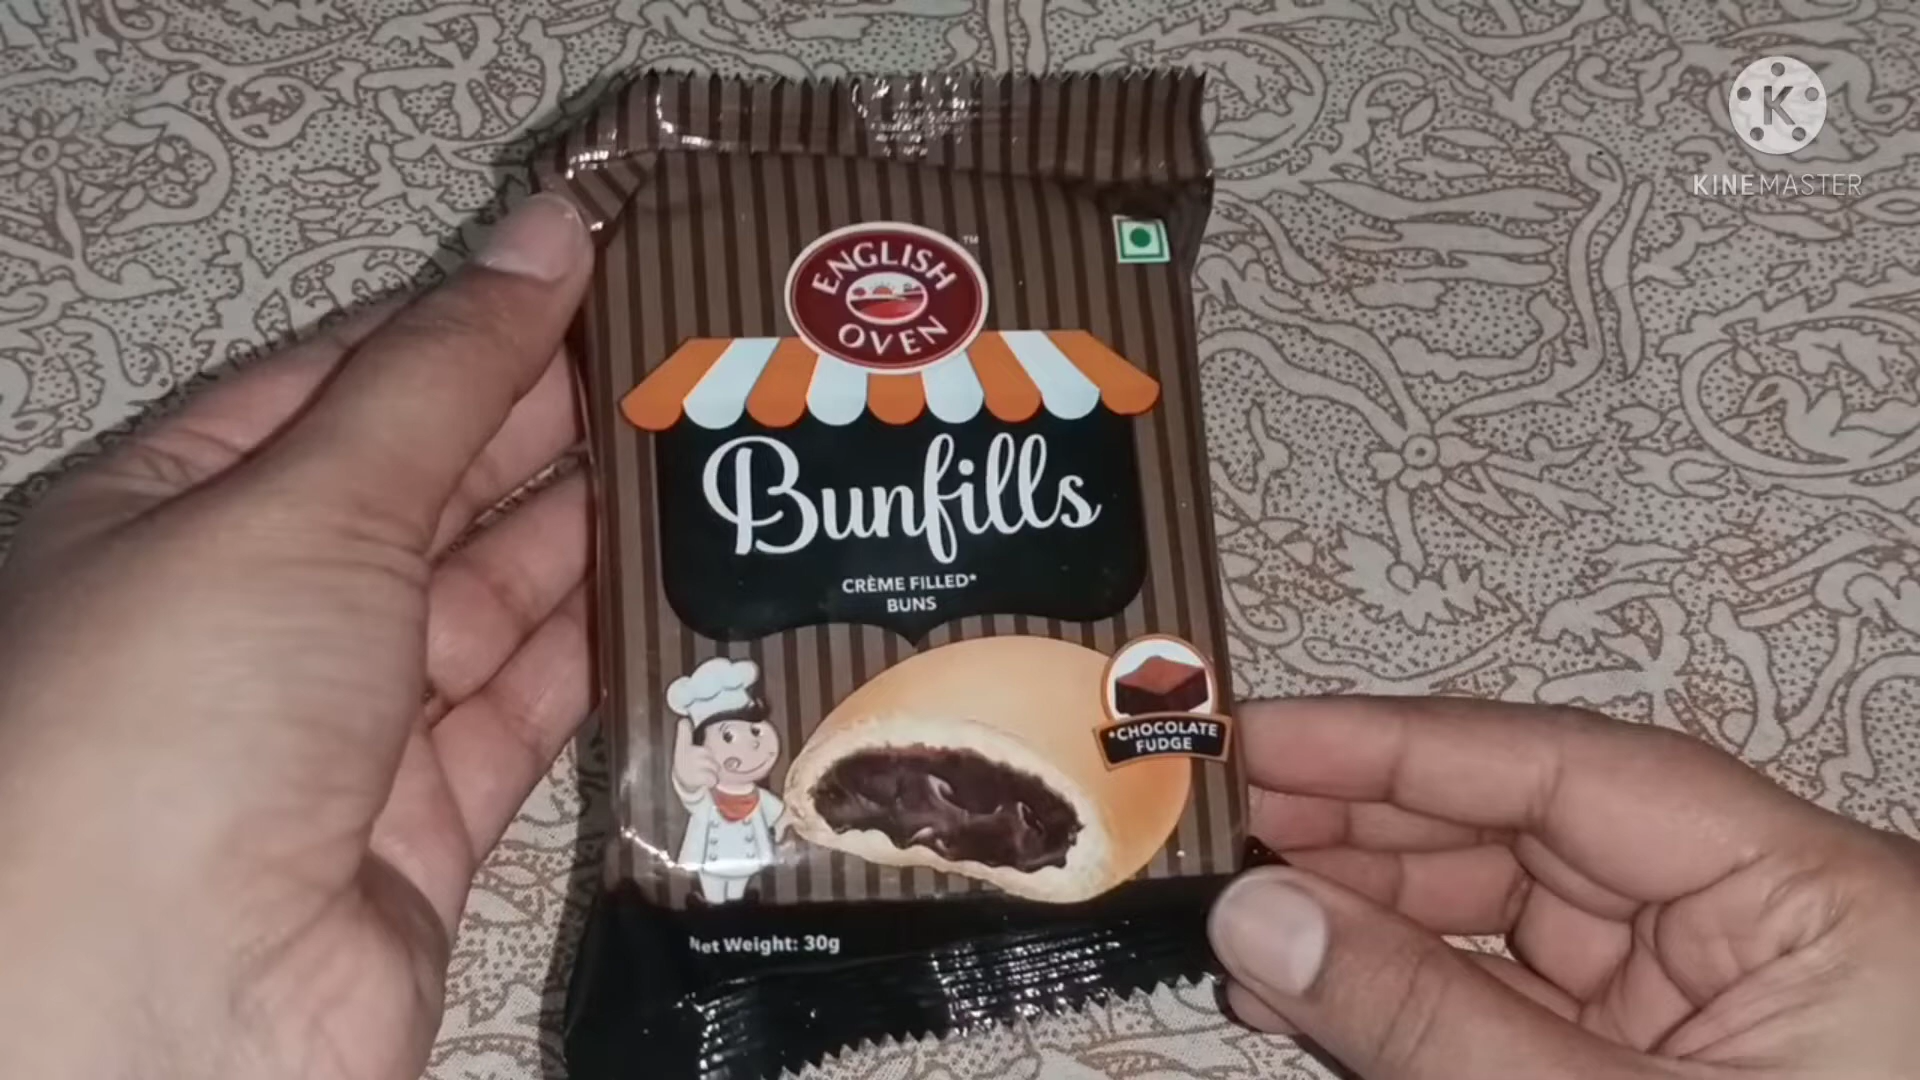 ENGLISH
OVEN
TM
Bunfills
CRÈME FILLED*
BUNS
*CHOCOLATE
FUDGE
Net Weight: 30g
K
KINEMASTER